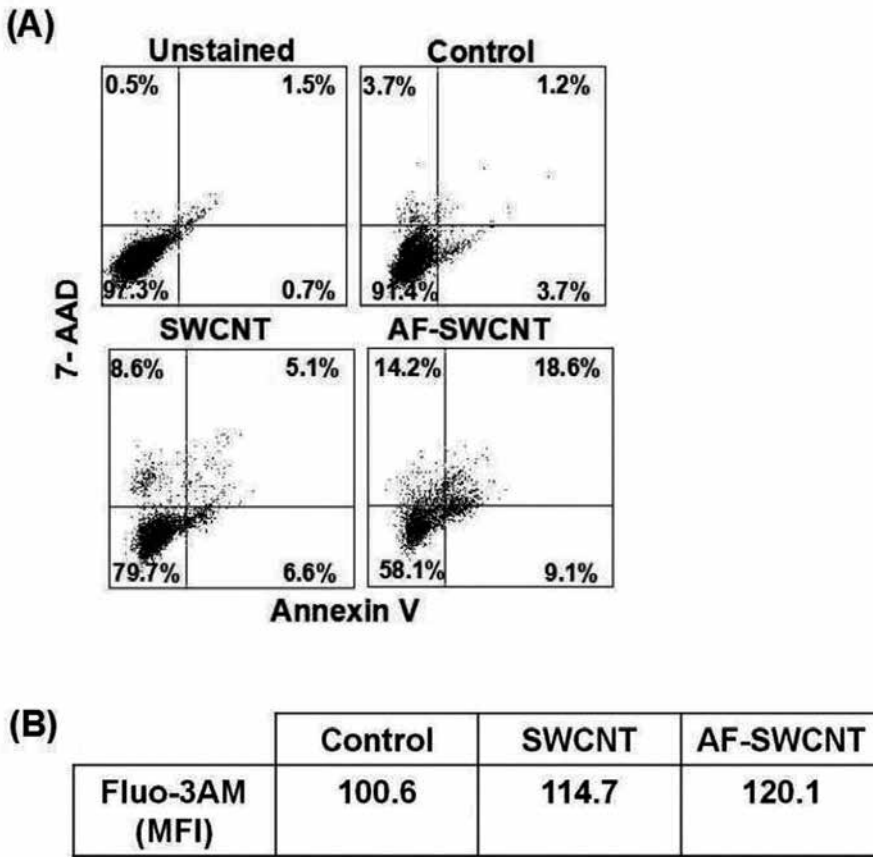 (A)
Unstained Control
0.5% 1.5% 3.7% 1.2%
97.3% 0.7% 91.4% 3.7%
SWCNT AF-SWCNT
7- AAD
8.6% 5.1% 14.2% 18.6%
79.7% 6.6% 58.1% 9.1%
Annexin V
(B)
Control SWCNT AF-SWCNT
Fluo-3AM 100.6 114.7 120.1
(MFI)